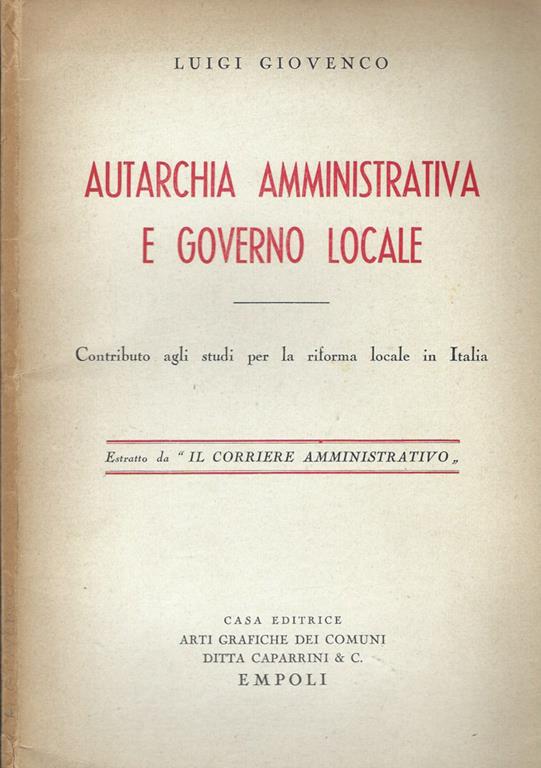 LUIGI GIOVENCO
AUTARCHIA AMMINISTRATIVA
E GOVERNO LOCALE
Contributo agli studi per la riforma locale in Italia
Estratto da “ IL CORRIERE AMMINISTRATIVO „
CASA EDITRICE
ARTI GRAFICHE DEI COMUNI
DITTA CAPARRINI & C.
EMPOLI